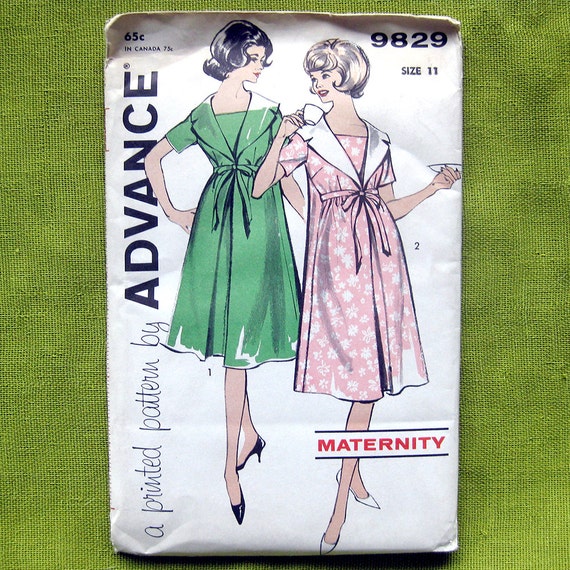 65c
IN CANADA 75c
9829
SIZE 11
a printed pattern by ADVANCE®
1
2
MATERNITY